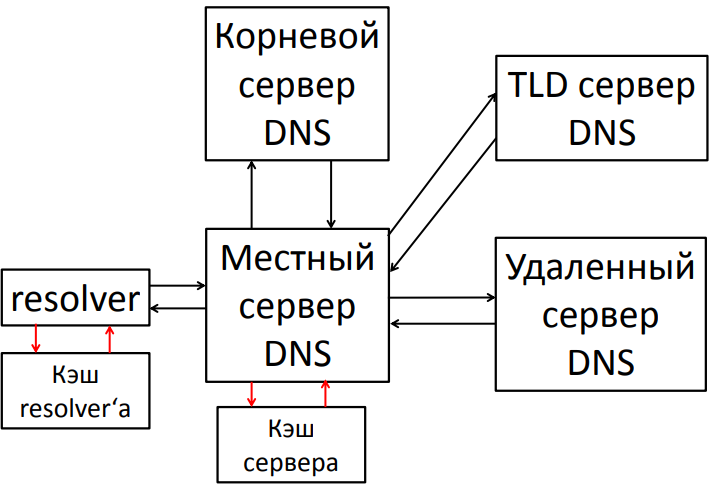 Корневой
сервер
DNS
TLD сервер
DNS
Местный
сервер
DNS
Удаленный
сервер
DNS
resolver
Кэш
resolver‘а
Кэш
сервера